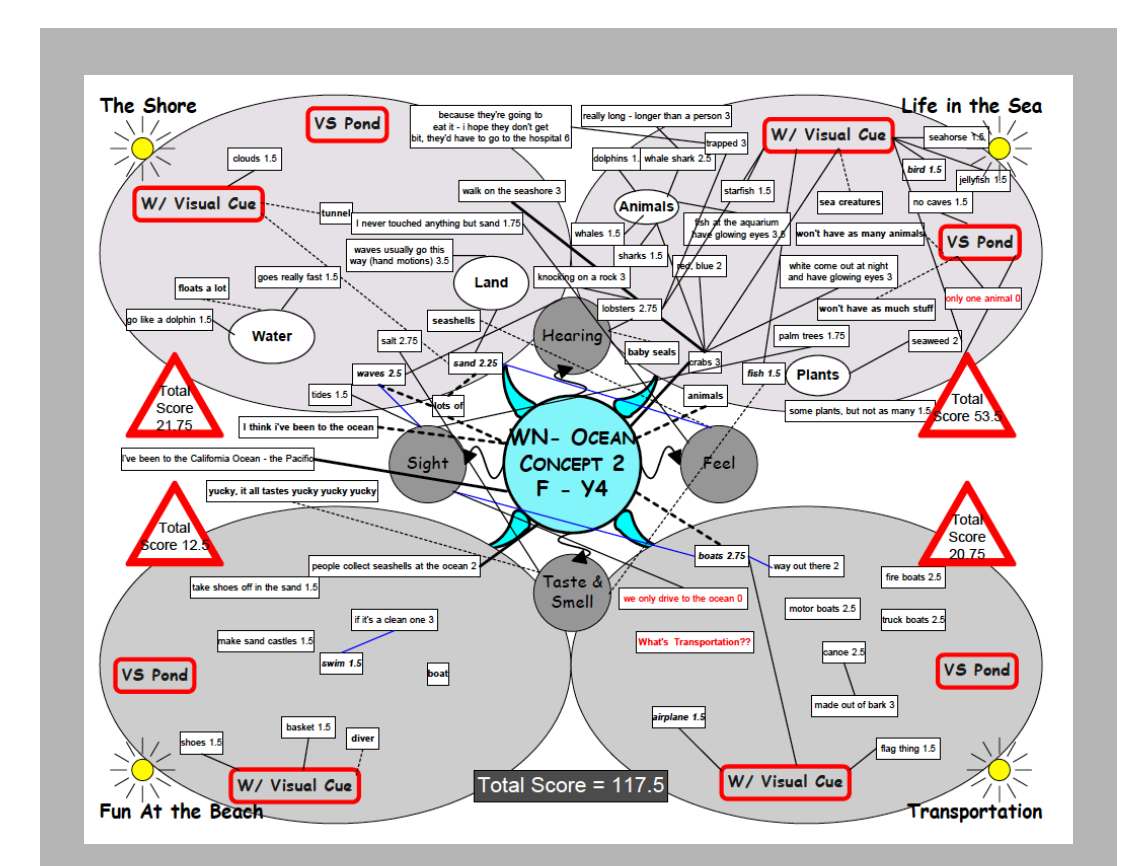 The Shore
Life in the Sea
VS Pond
because they're going to
eat it - i hope they don't get
bit, they'd have to go to the hospital 6
really long - longer than a person 3
W/ Visual Cue
trapped 3
seahorse 1.5
clouds 1.5
dolphins 1.
whale shark 2.5
bird 1.5
jellyfish 1.5
walk on the seashore 3
starfish 1.5
W/ Visual Cue
tunnel
Animals
sea creatures
no caves 1.5
I never touched anything but sand 1.75
fish at the aquarium
have glowing eyes 3.5
whales 1.5
won't have as many animals
VS Pond
waves usually go this
way (hand motions) 3.5
sharks 1.5
goes really fast 1.5
Land
knocking on a rock 3
red, blue 2
white come out at night
and have glowing eyes 3
floats a lot
only one animal 0
lobsters 2.75
won't have as much stuff
go like a dolphin 1.5
Water
seashells
Hearing
salt 2.75
palm trees 1.75
seaweed 2
baby seals
sand 2.25
crabs 3
waves 2.5
fish 1.5
Plants
Total
Score
21.75
tides 1.5
lots of
animals
some plants, but not as many 1.5
Total
Score 53.5
I think i've been to the ocean
WN- Ocean
Concept 2
F - Y4
Sight
Feel
I've been to the California Ocean - the Pacific
yucky, it all tastes yucky yucky yucky
Total
Score 12.5
Total
Score
20.75
boats 2.75
people collect seashells at the ocean 2
way out there 2
fire boats 2.5
take shoes off in the sand 1.5
Taste &
Smell
we only drive to the ocean 0
motor boats 2.5
truck boats 2.5
if it's a clean one 3
make sand castles 1.5
What's Transportation??
canoe 2.5
swim 1.5
VS Pond
boat
VS Pond
made out of bark 3
airplane 1.5
basket 1.5
shoes 1.5
diver
flag thing 1.5
W/ Visual Cue
Total Score = 117.5
W/ Visual Cue
Fun At the Beach
Transportation